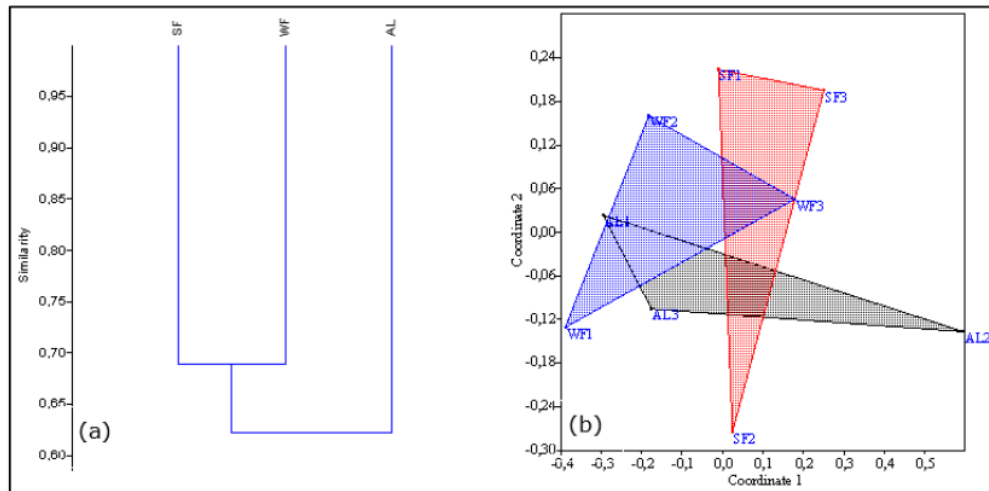 SF WF AL
Similarity
0,95
0,90
0,85
0,80
0,75
0,70
0,65
0,60
(a)
Coordinate 2
0,24
0,18
0,12
0,06
0,00
-0,06
-0,12
-0,18
-0,24
-0,30
SF1
SF3
WF2
WF3
AL1
AL3
WF1
AL2
SF2
(b)
-0,4 -0,3 -0,2 -0,1 0,0 0,1 0,2 0,3 0,4 0,5
Coordinate 1